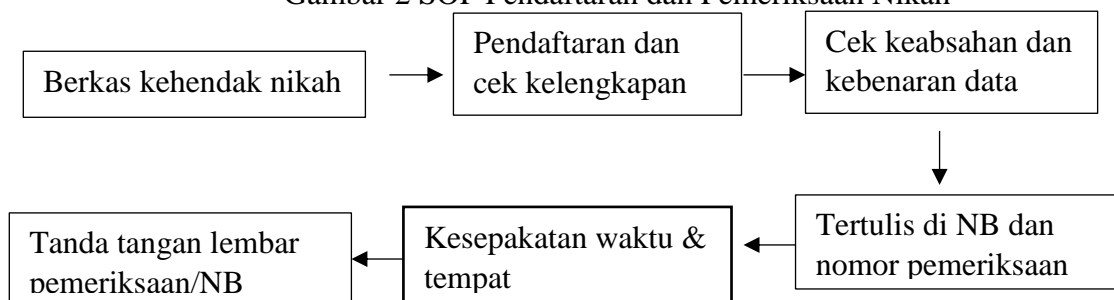 Gambar 2 SOP Pendaftaran dan Pemeriksaan Nikah
Berkas kehendak nikah
Pendaftaran dan
cek kelengkapan
Cek keabsahan dan
kebenaran data
Tertulis di NB dan
nomor pemeriksaan
Kesepakatan waktu &
tempat
Tanda tangan lembar
pemeriksaan/NB